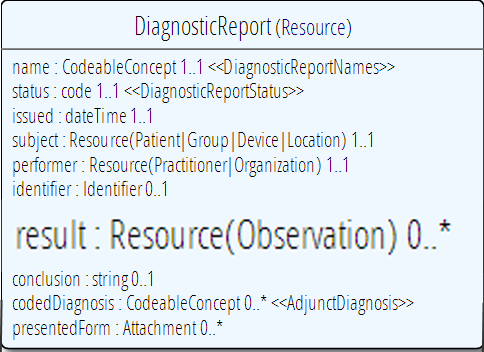 DiagnosticReport (Resource)
name : CodeableConcept 1..1 <<DiagnosticReportNames>>
status : code 1..1 <<DiagnosticReportStatus>>
issued : dateTime 1..1
subject : Resource(Patient|Group|Device|Location) 1..1
performer : Resource(Practitioner|Organization) 1..1
identifier : Identifier 0..1
result : Resource(Observation) 0..*
conclusion : string 0..1
codedDiagnosis : CodeableConcept 0..* <<AdjunctDiagnosis>>
presentedForm : Attachment 0..*